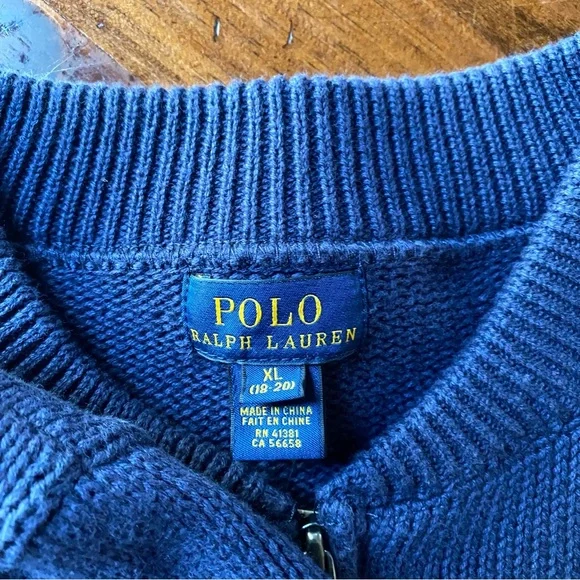 POLO
RALPH LAUREN
XL
(18-20)
MADE IN CHINA
FAIT EN CHINE
RN 41381
CA 56658